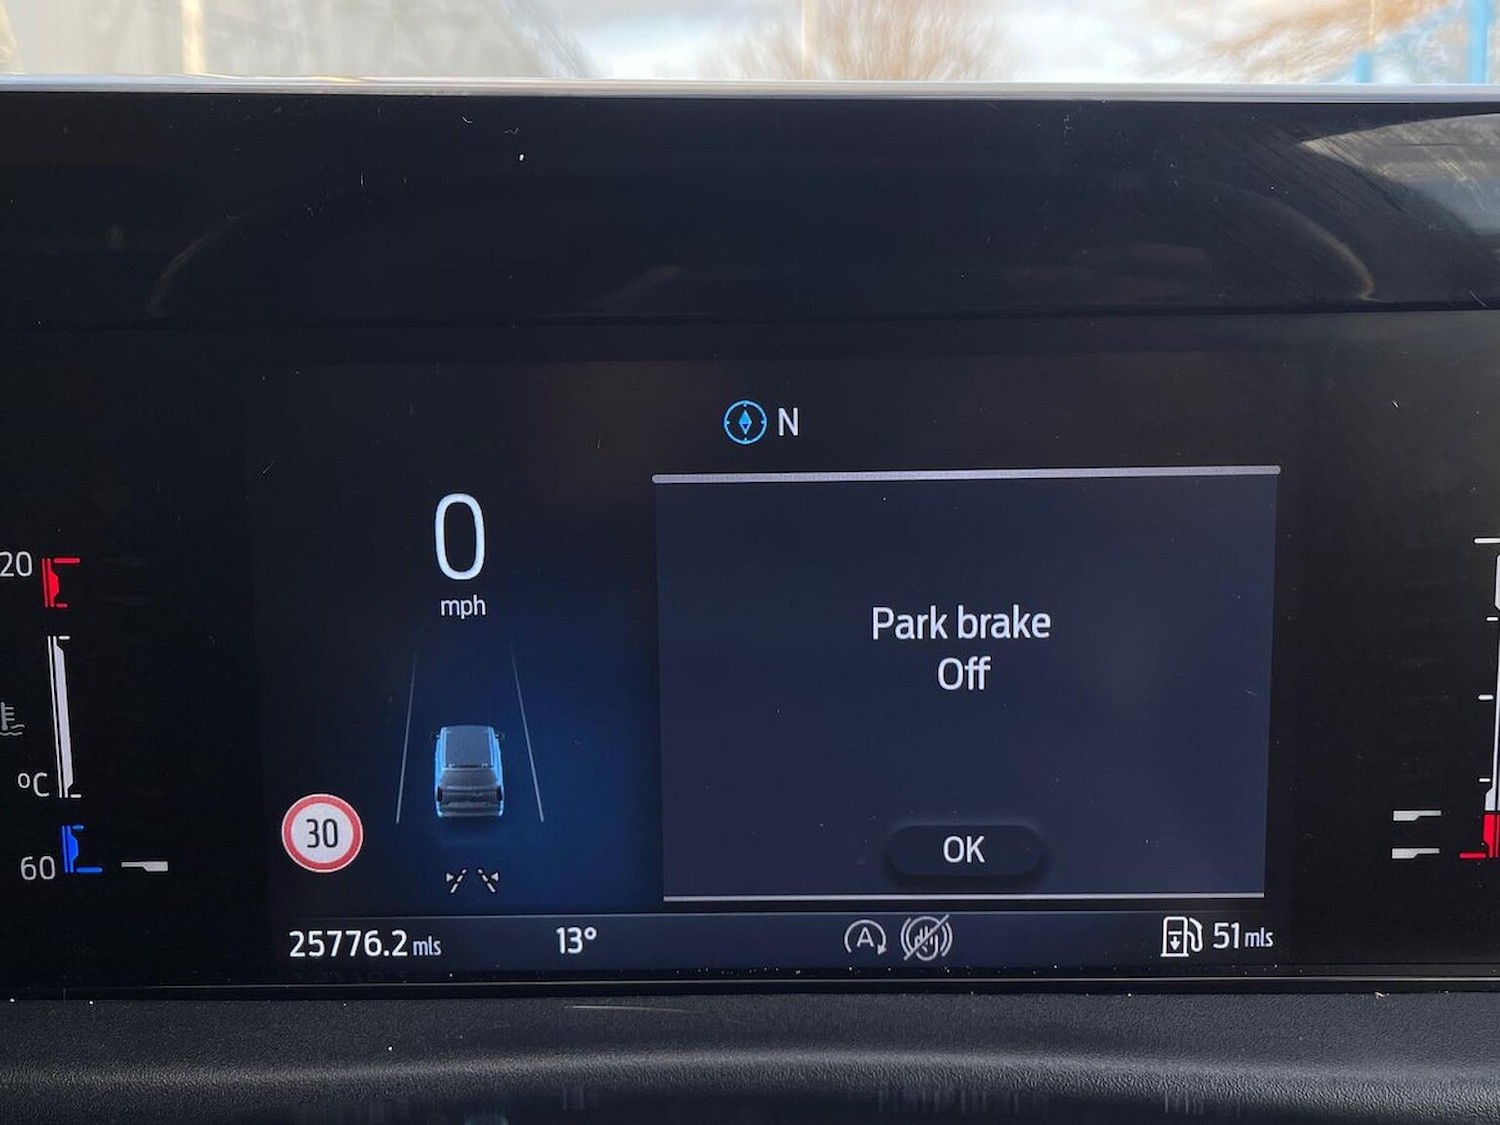 N
0
mph
20
Park brake
Off
°C
30
OK
60
25776.2 mls
13°
A
51 mls